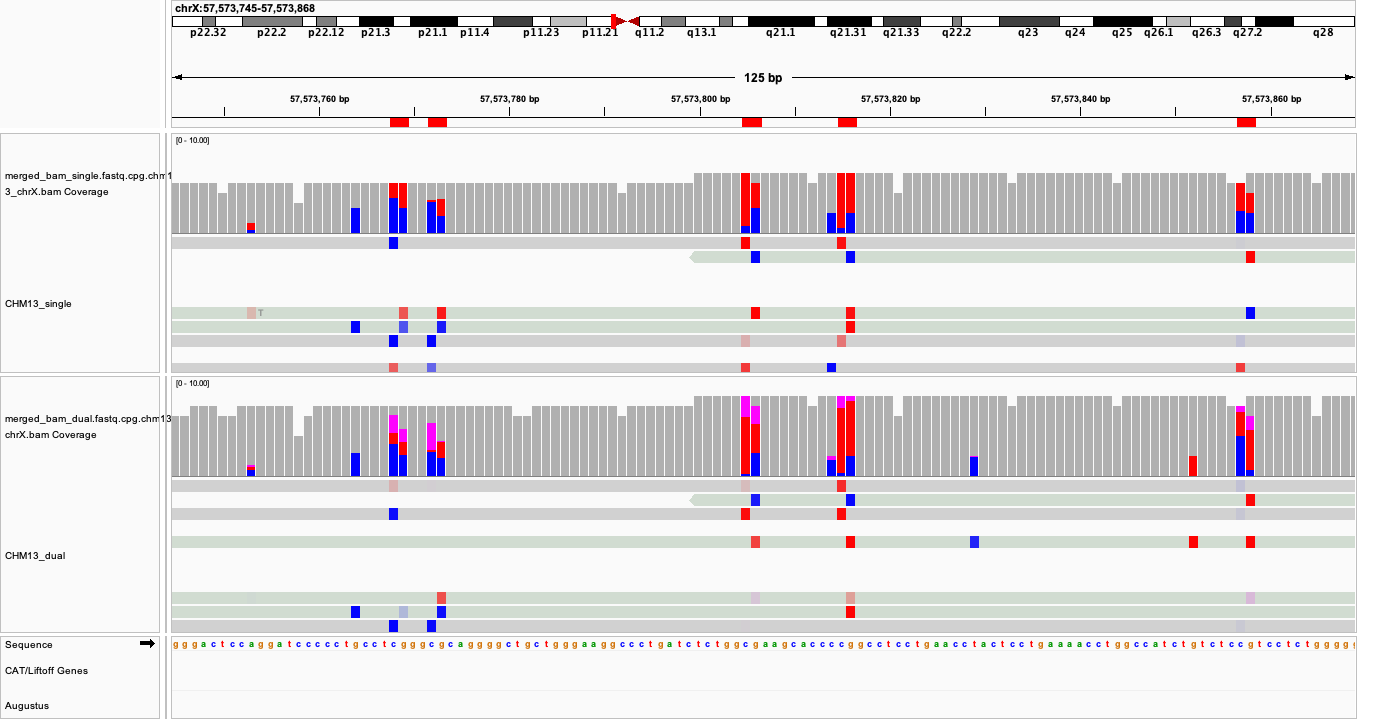 chrX:57,573,745-57,573,868
p22.32 p22.2 p22.12 p21.3 p21.1 p11.4 p11.23 p11.21 q11.2 q13.1 q21.1 q21.31 q21.33 q22.2 q23 q24 q25 q26.1 q26.3 q27.2 q28
125 bp
57,573,760 bp 57,573,780 bp 57,573,800 bp 57,573,820 bp 57,573,840 bp 57,573,860 bp
[0 - 10.00]
merged_bam_single.fastq.cpg.chm1
3_chrX.bam Coverage
CHM13_single
T
[0 - 10.00]
merged_bam_dual.fastq.cpg.chm13
chrX.bam Coverage
CHM13_dual
Sequence g g g a c t c c a g g a t c c c c c t g c c t c g g g c g c a g g g g c t g c t g g g a a g g c c c t g a t c t c t g g c g a a g c a c c c c g g c c t c c t g a a c c t a c t c c t g a a a a c c t g g c c a t c t g t c t c c g t c c t c t g g g g g
CAT/Liftoff Genes
Augustus